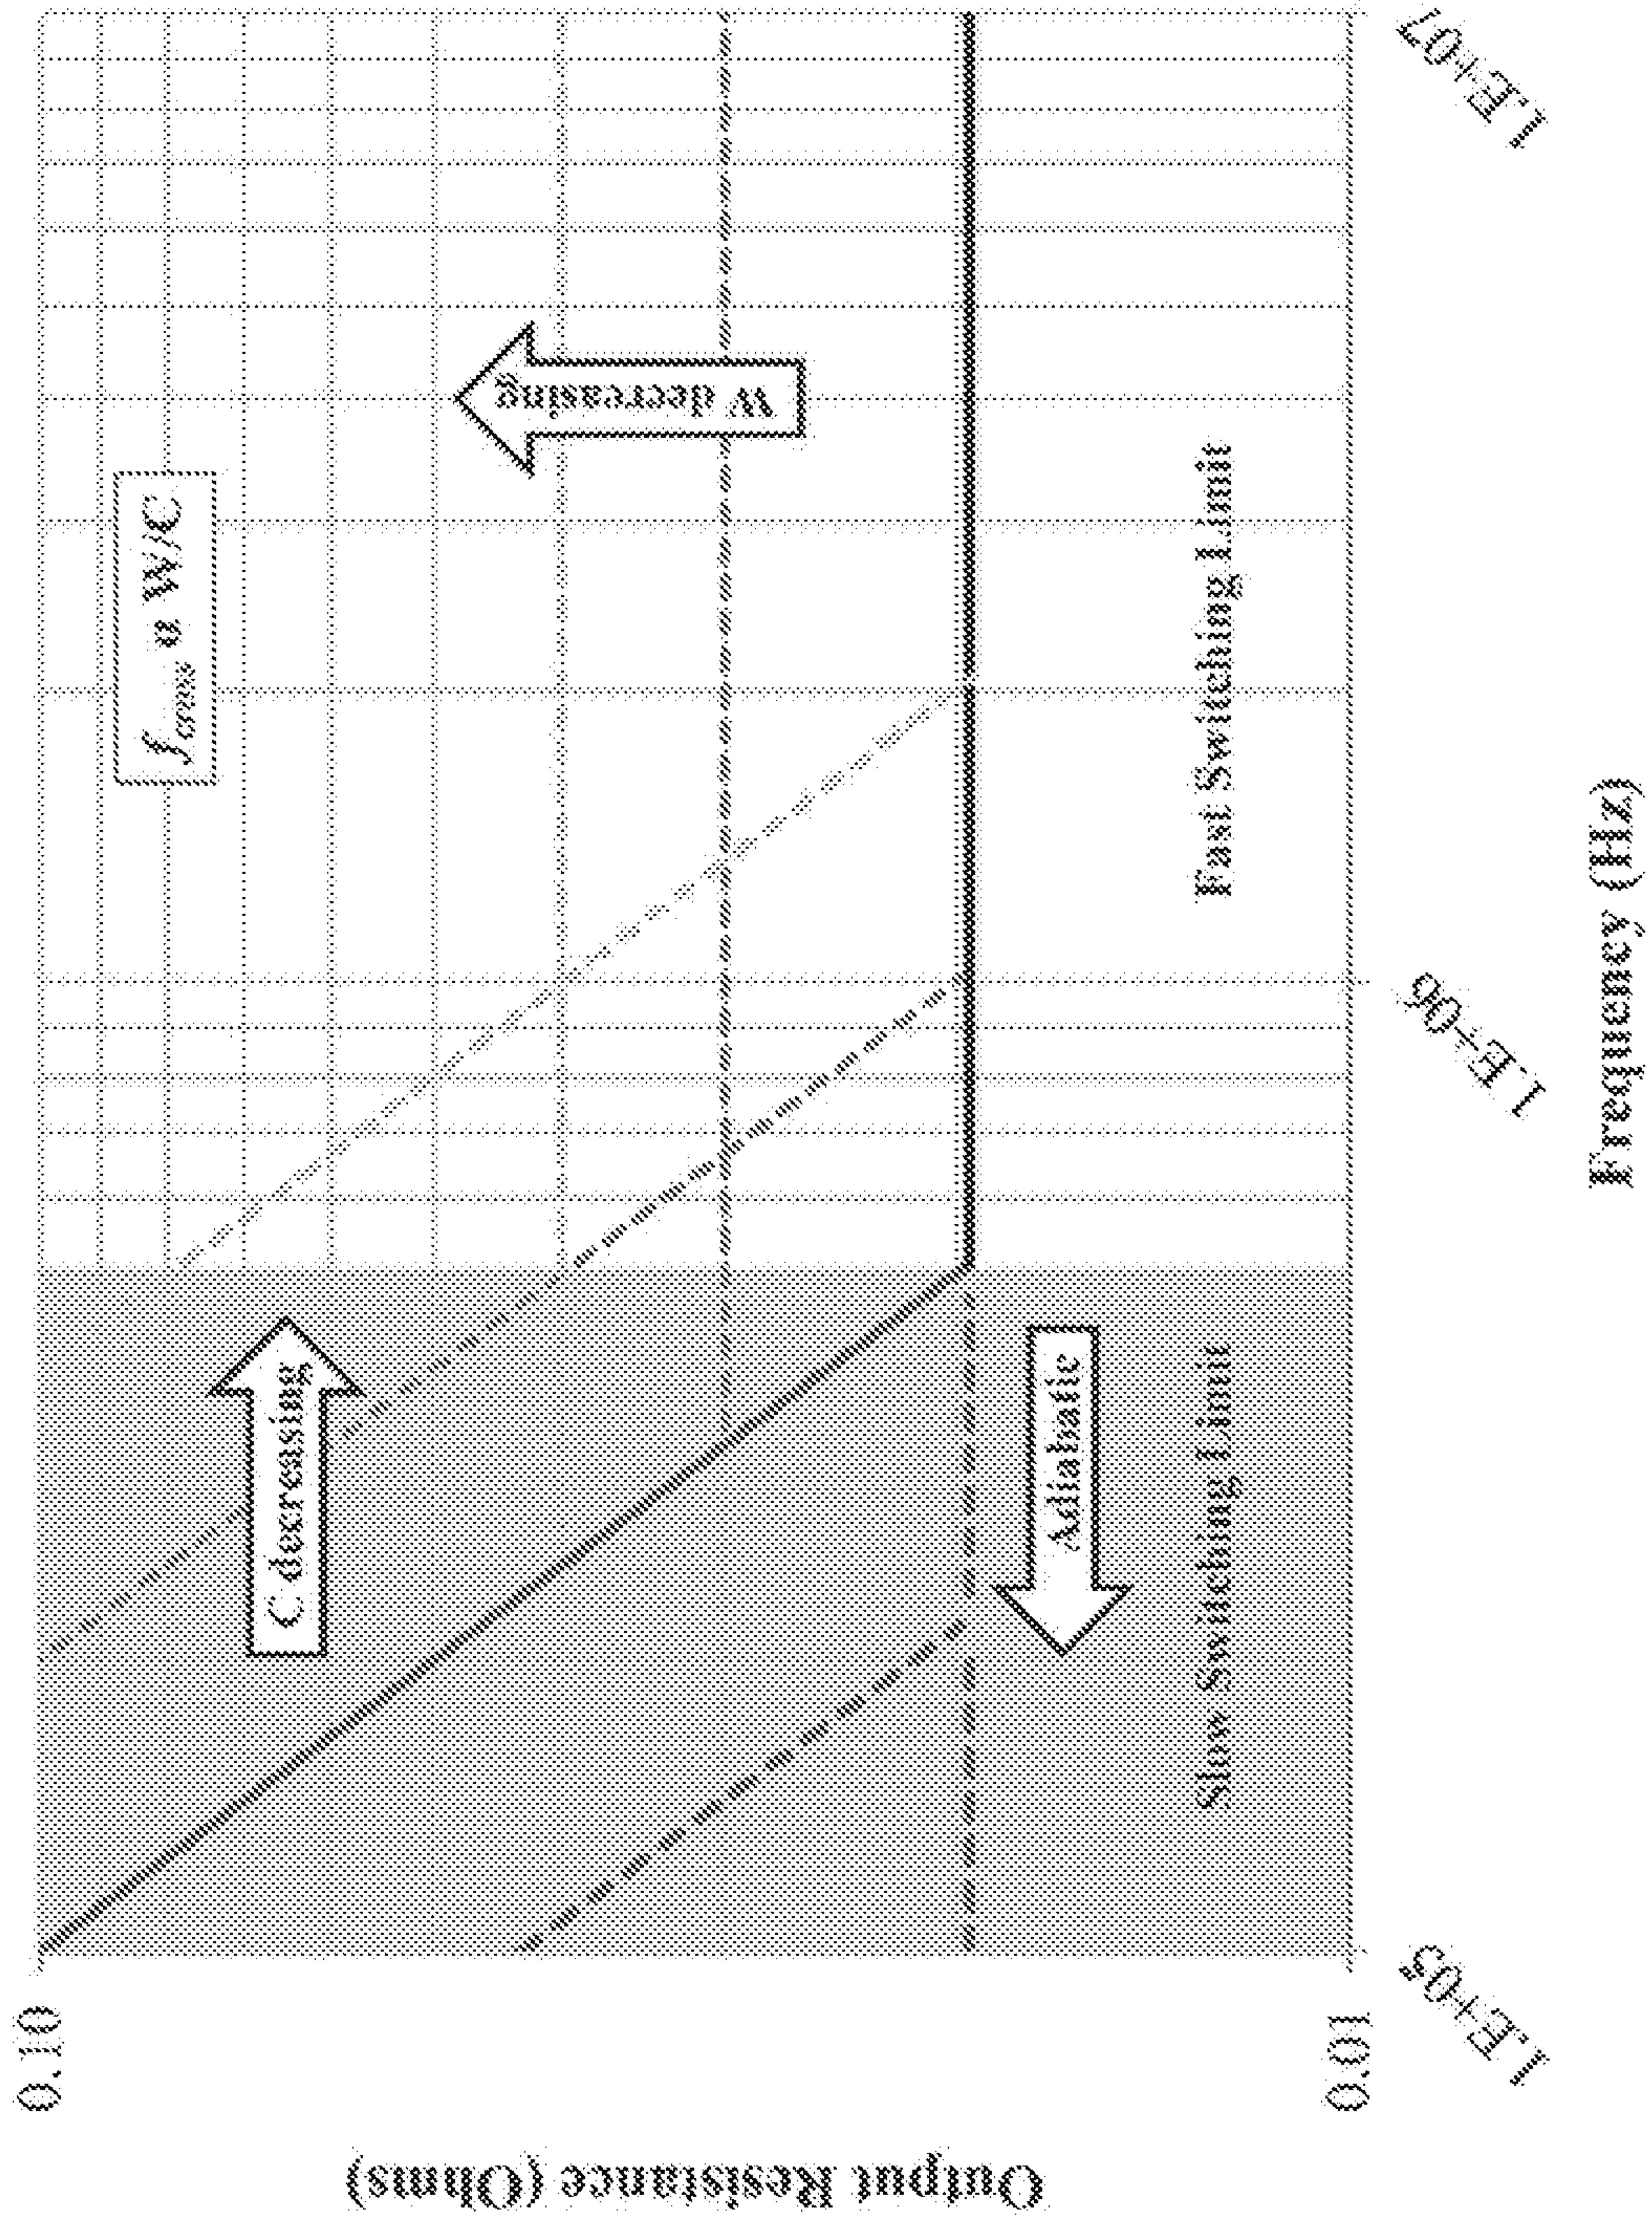 Output Resistance (Ohms)
0.10
0.01
f_cross α W/C
C decreasing
W decreasing
Adiabatic
Slow Switching Limit
Fast Switching Limit
1.E+05
1.E+06
1.E+07
Frequency (Hz)